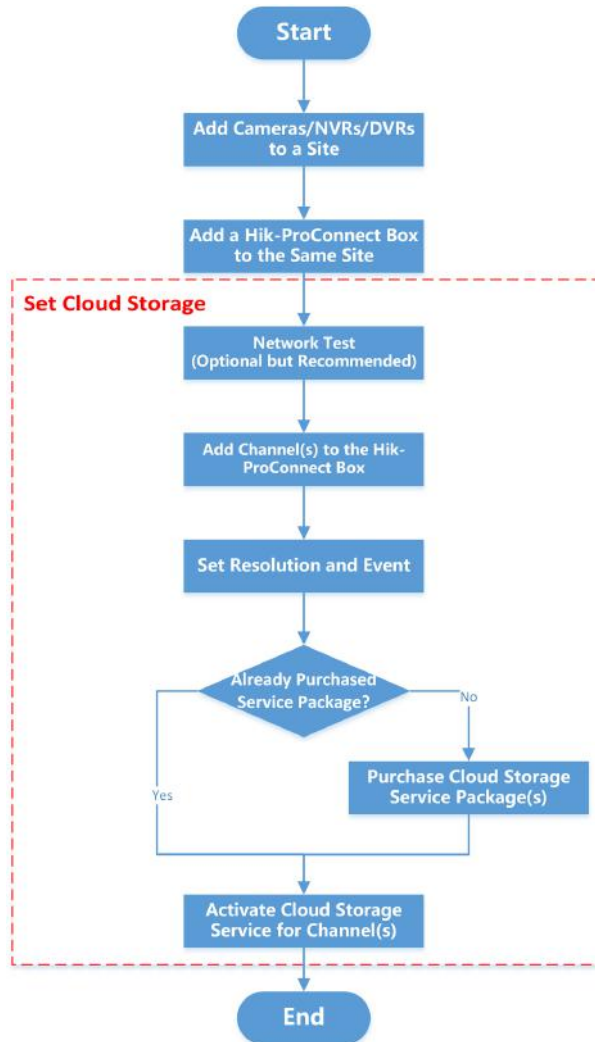 Start
Add Cameras/NVRs/DVRs
to a Site
Add a Hik-ProConnect Box
to the Same Site
Set Cloud Storage
Network Test
(Optional but Recommended)
Add Channel(s) to the Hik-
ProConnect Box
Set Resolution and Event
Already Purchased
Service Package?
No
Purchase Cloud Storage
Service Package(s)
Yes
Activate Cloud Storage
Service for Channel(s)
End